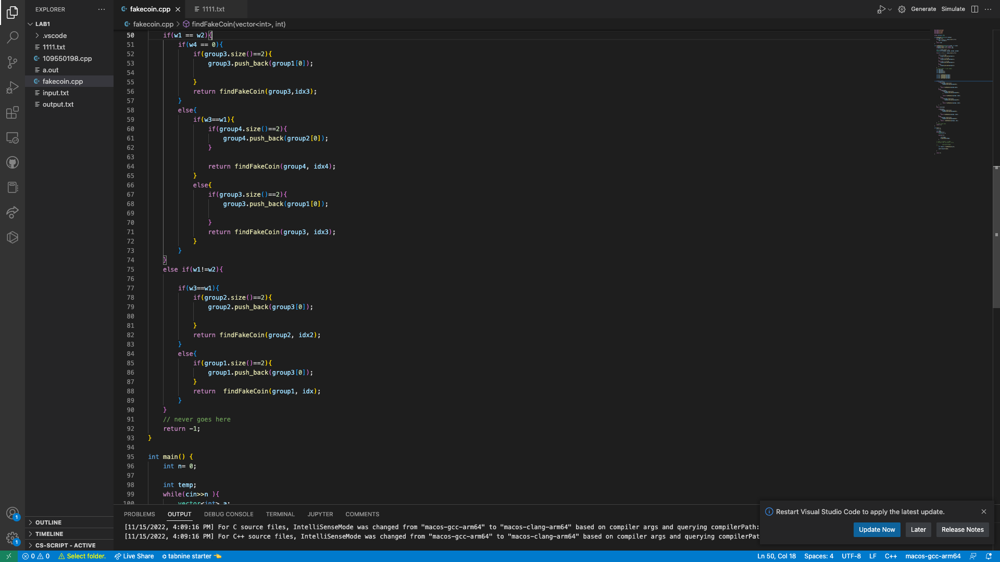 EXPLORER
LAB1
.vscode
1111.txt
109550198.cpp
a.out
fakecoin.cpp
input.txt
output.txt
OUTLINE
TIMELINE
CS-SCRIPT - ACTIVE
fakecoin.cpp
1111.txt
Generate Simulate
fakecoin.cpp > findFakeCoin(vector<int>, int)
50 if(w1 == w2){
51 if(w4 == 0){
52 if(group3.size()==2){
53 group3.push_back(group1[0]);
54
55 }
56 return findFakeCoin(group3,idx3);
57 }
58 else{
59 if(w3==w1){
60 if(group4.size()==2){
61 group4.push_back(group2[0]);
62 }
63
64 return findFakeCoin(group4, idx4);
65 }
66 else{
67 if(group3.size()==2){
68 group3.push_back(group1[0]);
69
70 }
71 return findFakeCoin(group3, idx3);
72 }
73 }
74 }
75 else if(w1!=w2){
76
77 if(w3==w1){
78 if(group2.size()==2){
79 group2.push_back(group3[0]);
80
81 }
82 return findFakeCoin(group2, idx2);
83 }
84 else{
85 if(group1.size()==2){
86 group1.push_back(group3[0]);
87 }
88 return  findFakeCoin(group1, idx);
89 }
90 }
91 // never goes here
92 return -1;
93 }
94
95 int main() {
96 int n= 0;
97
98 int temp;
99 while(cin>>n ){
100 vector<int> a;
PROBLEMS OUTPUT DEBUG CONSOLE TERMINAL JUPYTER COMMENTS
[11/15/2022, 4:09:16 PM] For C source files, IntelliSenseMode was changed from "macos-gcc-arm64" to "macos-clang-arm64" based on compiler args and querying compilerPath:
[11/15/2022, 4:09:16 PM] For C++ source files, IntelliSenseMode was changed from "macos-gcc-arm64" to "macos-clang-arm64" based on compiler args and querying compilerPat
Restart Visual Studio Code to apply the latest update.
Update Now Later Release Notes
1
1
0 0 Select folder. Live Share tabnine starter Ln 50, Col 18 Spaces: 4 UTF-8 LF C++ macos-gcc-arm64